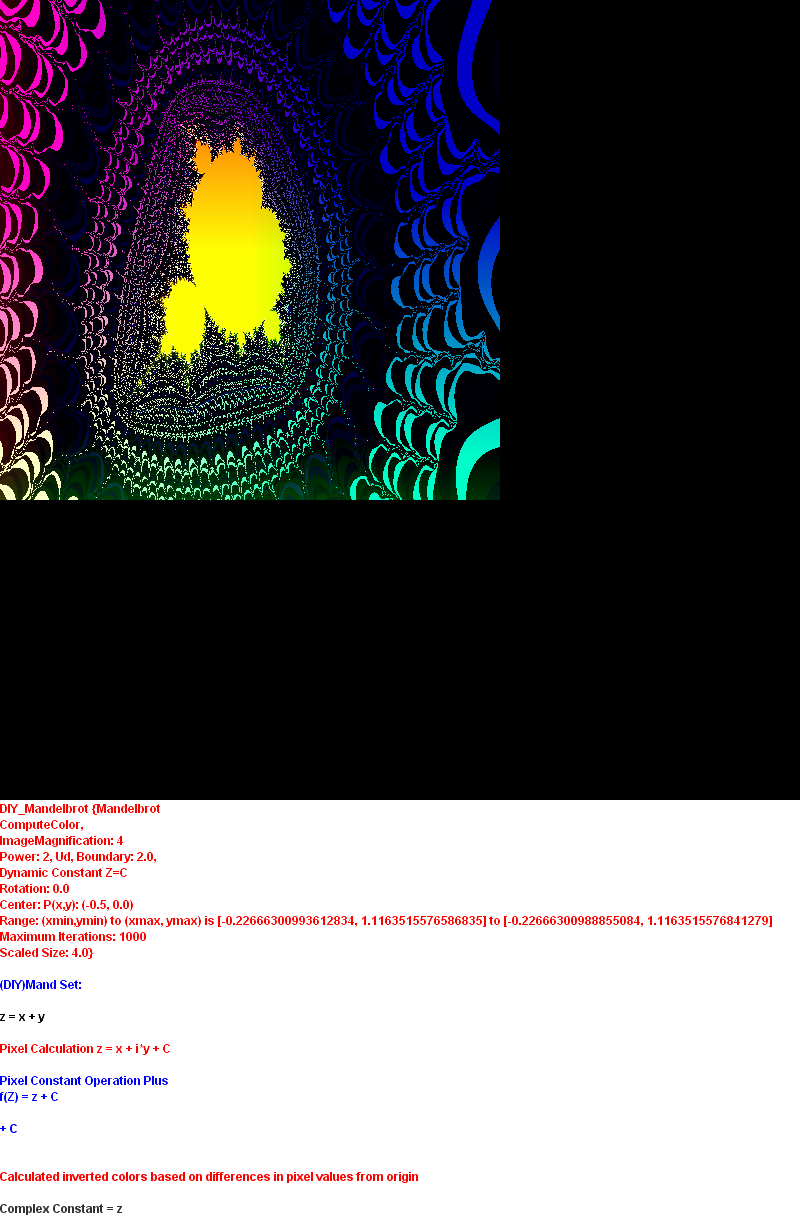 DIY_Mandelbrot {Mandelbrot
ComputeColor,
ImageMagnification: 4
Power: 2, Ud, Boundary: 2.0,
Dynamic Constant Z=C
Rotation: 0.0
Center: P(x,y): (-0.5, 0.0)
Range: (xmin,ymin) to (xmax, ymax) is [-0.22666300993612834, 1.1163515576586835] to [-0.22666300988855084, 1.1163515576841279]
Maximum Iterations: 1000
Scaled Size: 4.0}
(DIY)Mand Set:
z = x + y
Pixel Calculation z = x + i*y + C
Pixel Constant Operation Plus
f(Z) = z + C
+ C
Calculated inverted colors based on differences in pixel values from origin
Complex Constant = z